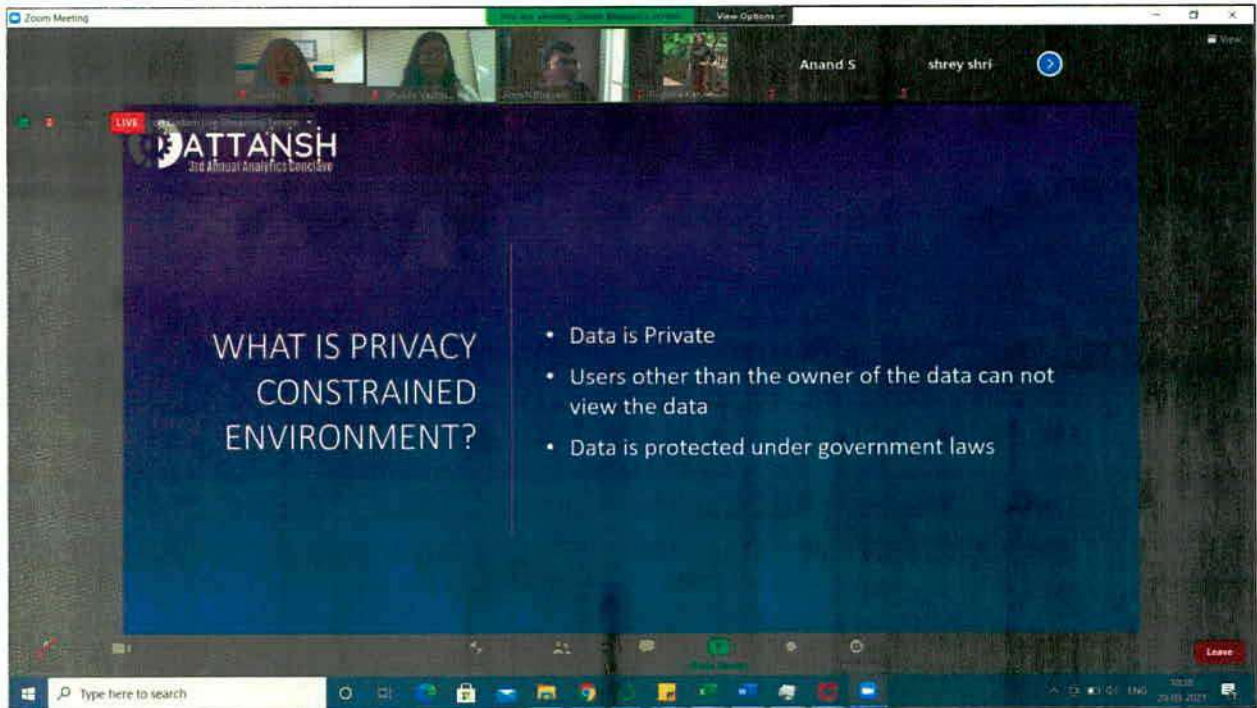 Zoom Meeting
View Options
View
Anand S
shrey shri
LIVE
DATTANSH
3rd Annual Analytics Conclave
WHAT IS PRIVACY
CONSTRAINED
ENVIRONMENT?
• Data is Private
• Users other than the owner of the data can not
view the data
• Data is protected under government laws
Leave
Type here to search
ENG